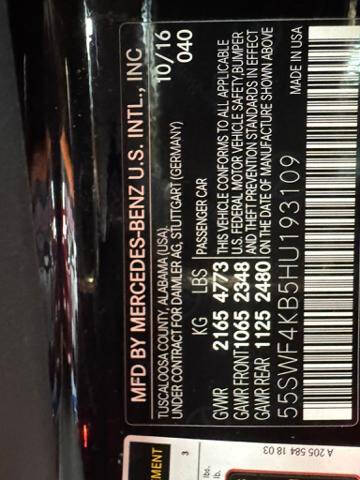 MFD BY MERCEDES-BENZ U.S. INTL., INC
10/16
040
TUSCALOOSA COUNTY, ALABAMA (USA),
UNDER CONTRACT FOR DAIMLER AG, STUTTGART (GERMANY)
KG LBS
GVWR 2165 4773
GAWR FRONT 1065 2348
GAWR REAR 1125 2480
PASSENGER CAR
THIS VEHICLE CONFORMS TO ALL APPLICABLE
U.S. FEDERAL MOTOR VEHICLE SAFETY, BUMPER
AND THEFT PREVENTION STANDARDS IN EFFECT
ON THE DATE OF MANUFACTURE SHOWN ABOVE
55SWF4KB5HU193109
MADE IN USA
A 205 584 18 03
3
lbs.
lb.